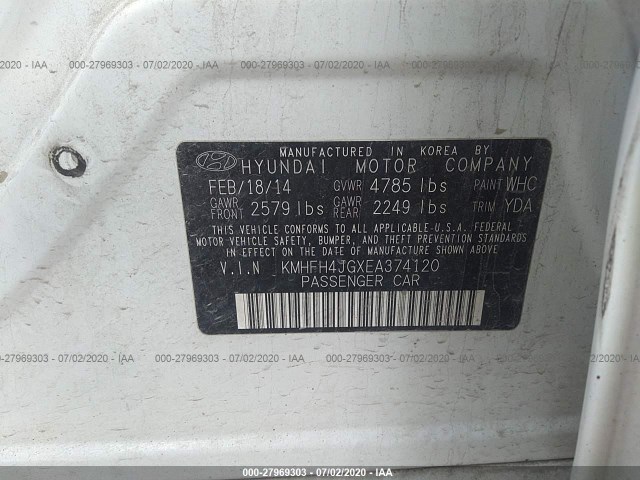 000-27969303 - 07/02/2020 - IAA 000-27969303 - 07/02/2020 - IAA 000-27969303 - 07/02/2020 - IAA
MANUFACTURED IN KOREA BY
HYUNDAI MOTOR COMPANY
FEB/18/14 GVWR 4785 lbs PAINT WHC
GAWR FRONT 2579 lbs GAWR REAR 2249 lbs TRIM YDA
THIS VEHICLE CONFORMS TO ALL APPLICABLE U.S.A. FEDERAL
MOTOR VEHICLE SAFETY, BUMPER, AND THEFT PREVENTION STANDARDS
IN EFFECT ON THE DATE OF MANUFACTURE SHOWN ABOVE.
V.I.N KMHFH4JGXEA374120
PASSENGER CAR
000-27969303 - 07/02/2020 - IAA 000-27969303 - 07/02/2020 - IAA 000-27969303 - 07/02/2020 - IAA
000-27969303 - 07/02/2020 - IAA